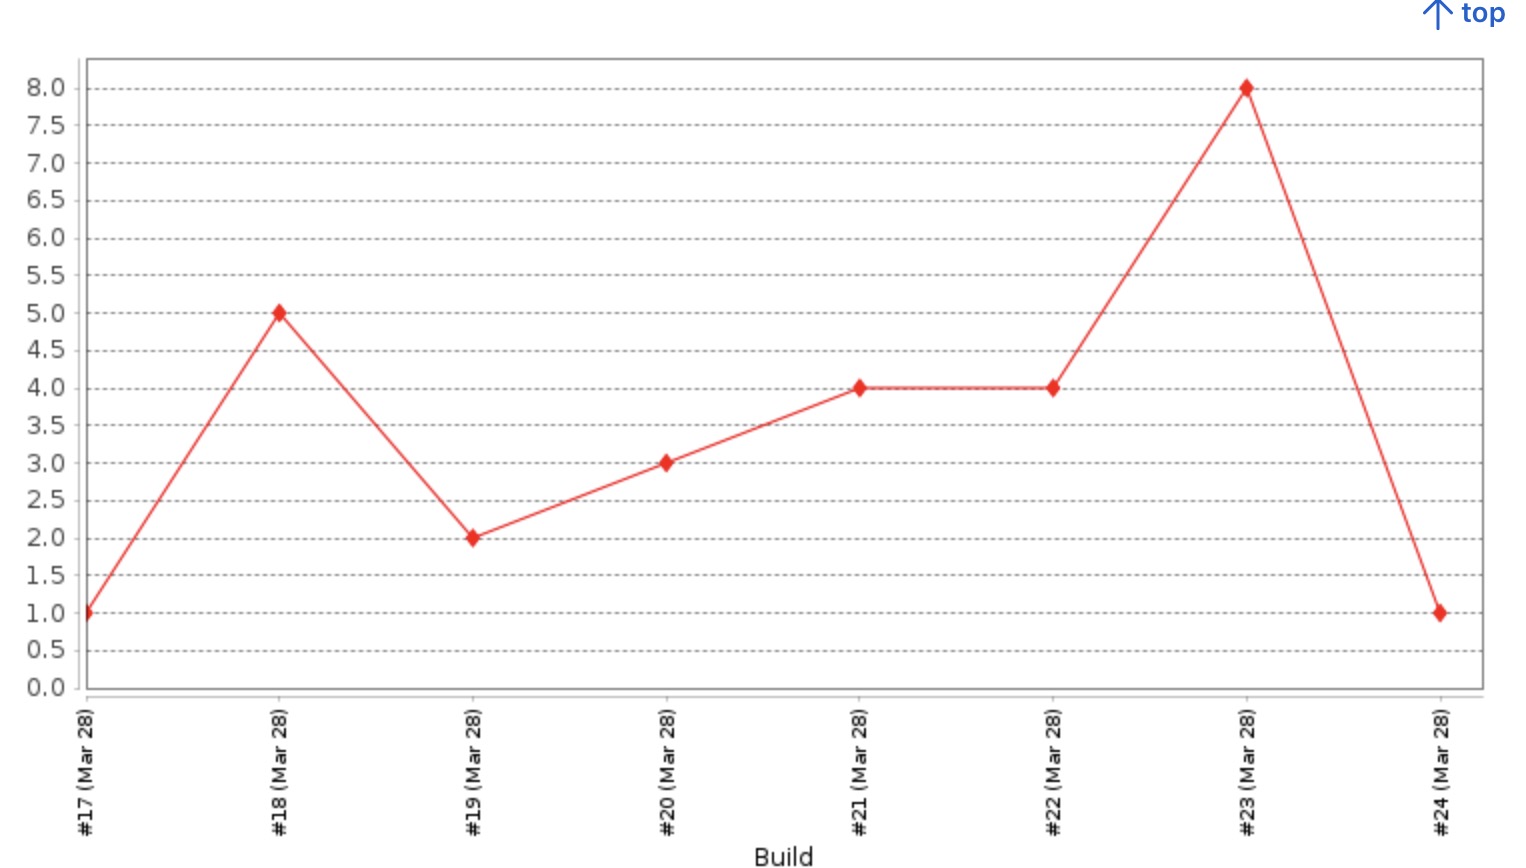 top
8.0
7.5
7.0
6.5
6.0
5.5
5.0
4.5
4.0
3.5
3.0
2.5
2.0
1.5
1.0
0.5
0.0
#17 (Mar 28)
#18 (Mar 28)
#19 (Mar 28)
#20 (Mar 28)
#21 (Mar 28)
#22 (Mar 28)
#23 (Mar 28)
#24 (Mar 28)
Build